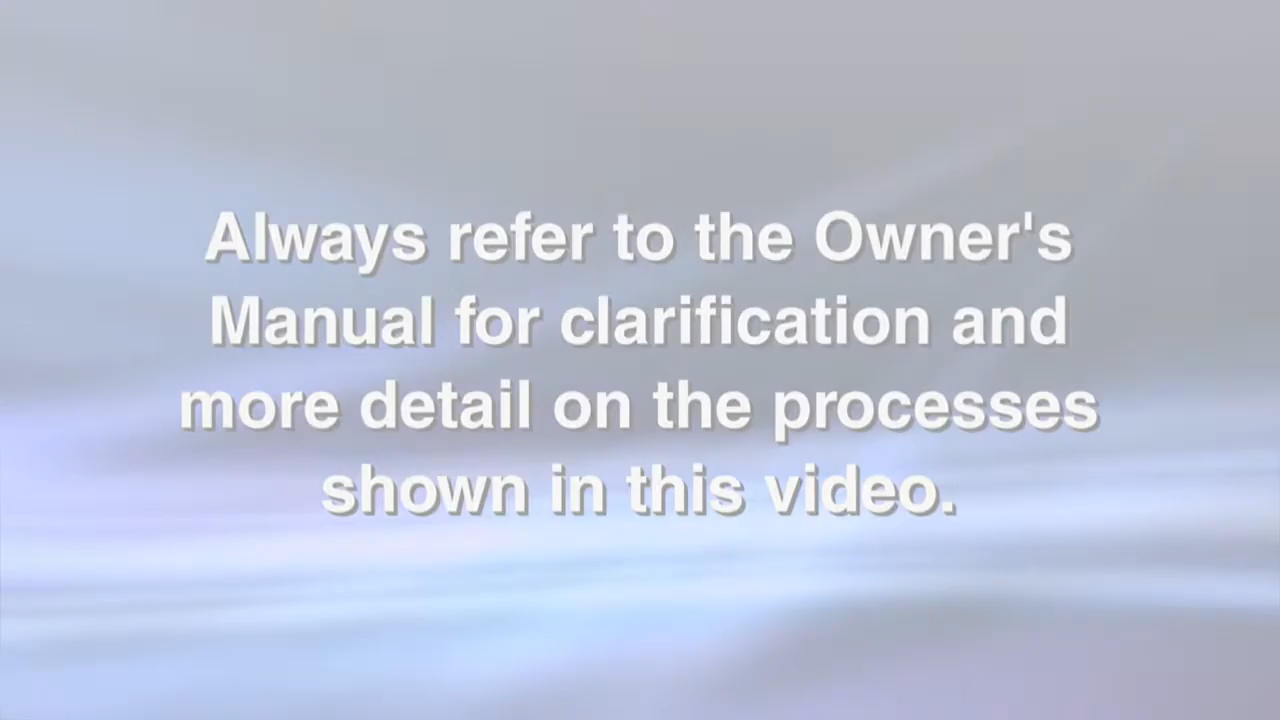 Always refer to the Owner's
Manual for clarification and
more detail on the processes
shown in this video.